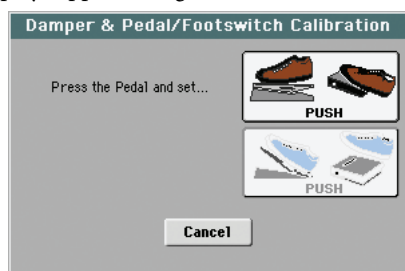 Damper & Pedal/Footswitch Calibration
Press the Pedal and set...
PUSH
PUSH
Cancel